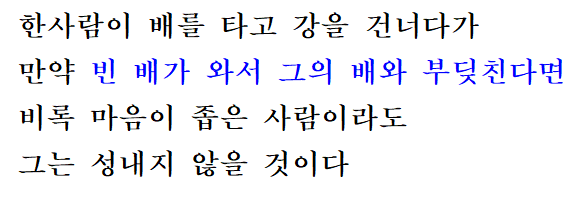 한사람이 배를 타고 강을 건너다가
만약 빈 배가 와서 그의 배와 부딪친다면
비록 마음이 좁은 사람이라도
그는 성내지 않을 것이다